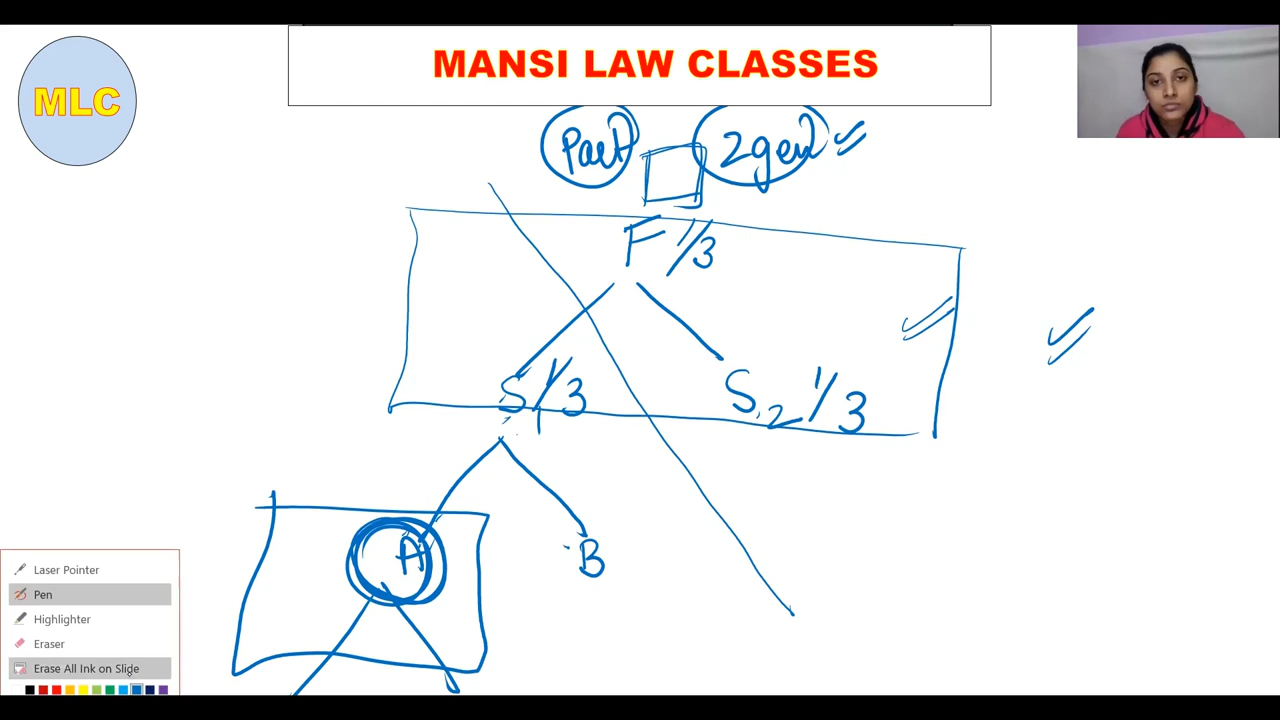 MANSI LAW CLASSES
MLC
Part 2gen
F 1/3
S1 1/3 S2 1/3
A B
Laser Pointer
Pen
Highlighter
Eraser
Erase All Ink on Slide